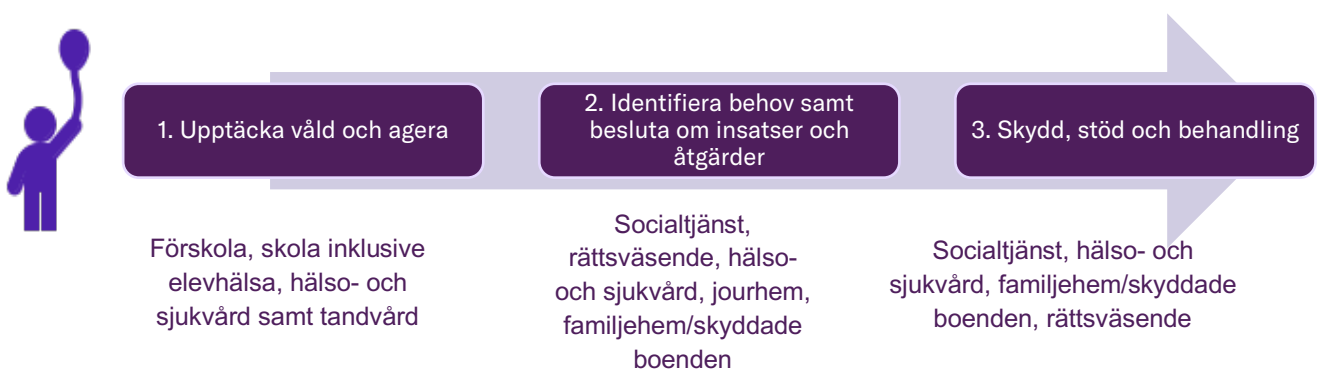 1. Upptäcka våld och agera
2. Identifiera behov samt
besluta om insatser och
åtgärder
3. Skydd, stöd och behandling
Förskola, skola inklusive
elevhälsa, hälso- och
sjukvård samt tandvård
Socialtjänst,
rättsväsende, hälso-
och sjukvård, jourhem,
familjehem/skyddade
boenden
Socialtjänst, hälso- och
sjukvård, familjehem/skyddade
boenden, rättsväsende